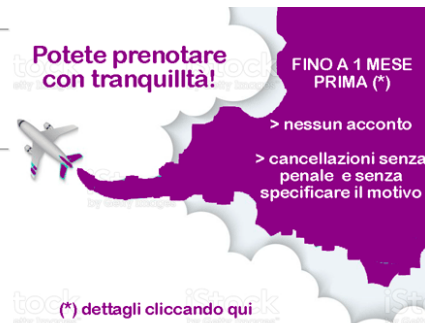 Potete prenotare
con tranquilltà!
FINO A 1 MESE
PRIMA (*)
> nessun acconto
> cancellazioni senza
penale e senza
specificare il motivo
(*) dettagli cliccando qui
iStock